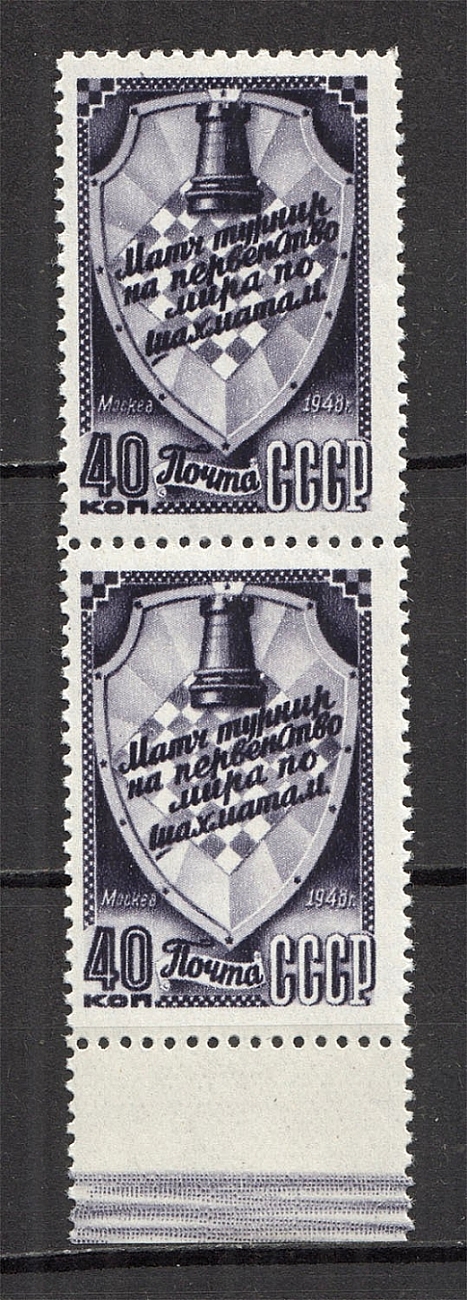 Матч турнир
на первенство
мира по
шахматам.
Москва 1948г.
40 Почта СССР
коп
Матч турнир
на первенство
мира по
шахматам.
Москва 1948г.
40 Почта СССР
коп